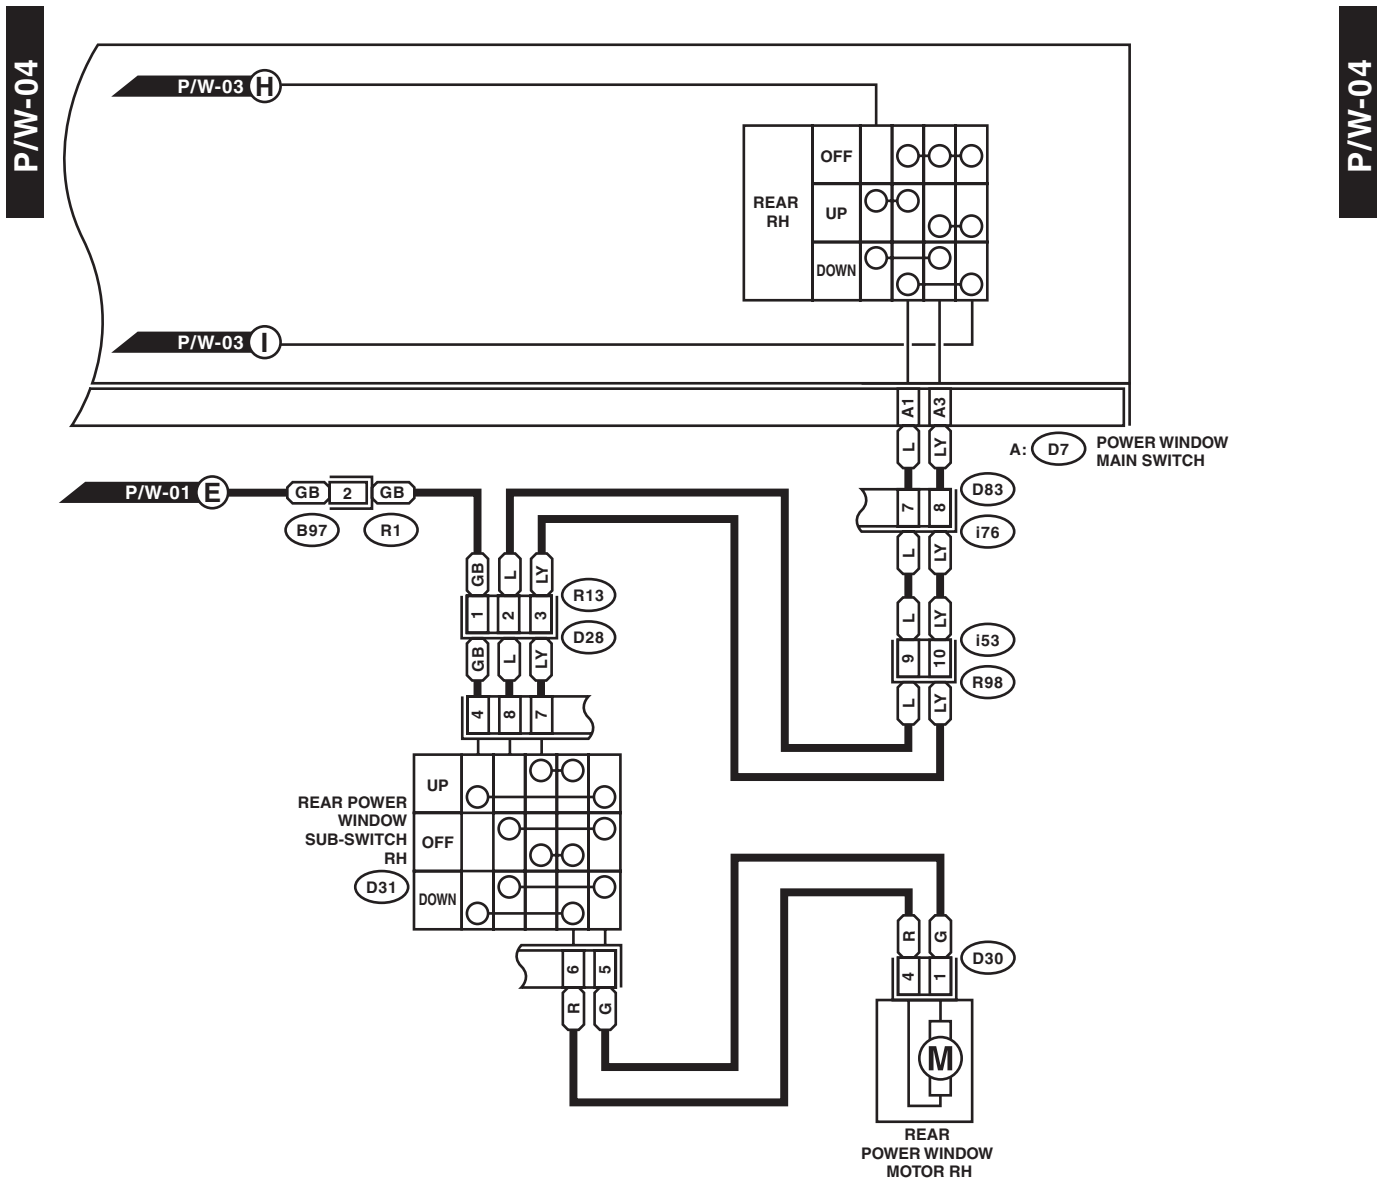 P/W-04
P/W-04
P/W-03 H
OFF
REAR
RH
UP
DOWN
P/W-03 I
A1 A3
L LY
A: D7 POWER WINDOW
MAIN SWITCH
P/W-01 E GB 2 GB
B97 R1
7 8
D83
i76
L LY
GB L LY
1 2 3
R13
D28
GB L LY
L LY
9 10
i53
R98
L LY
4 8 7
UP
OFF
DOWN
REAR POWER
WINDOW
SUB-SWITCH
RH
D31
6 5
R G
R G
4 1
D30
M
REAR
POWER WINDOW
MOTOR RH